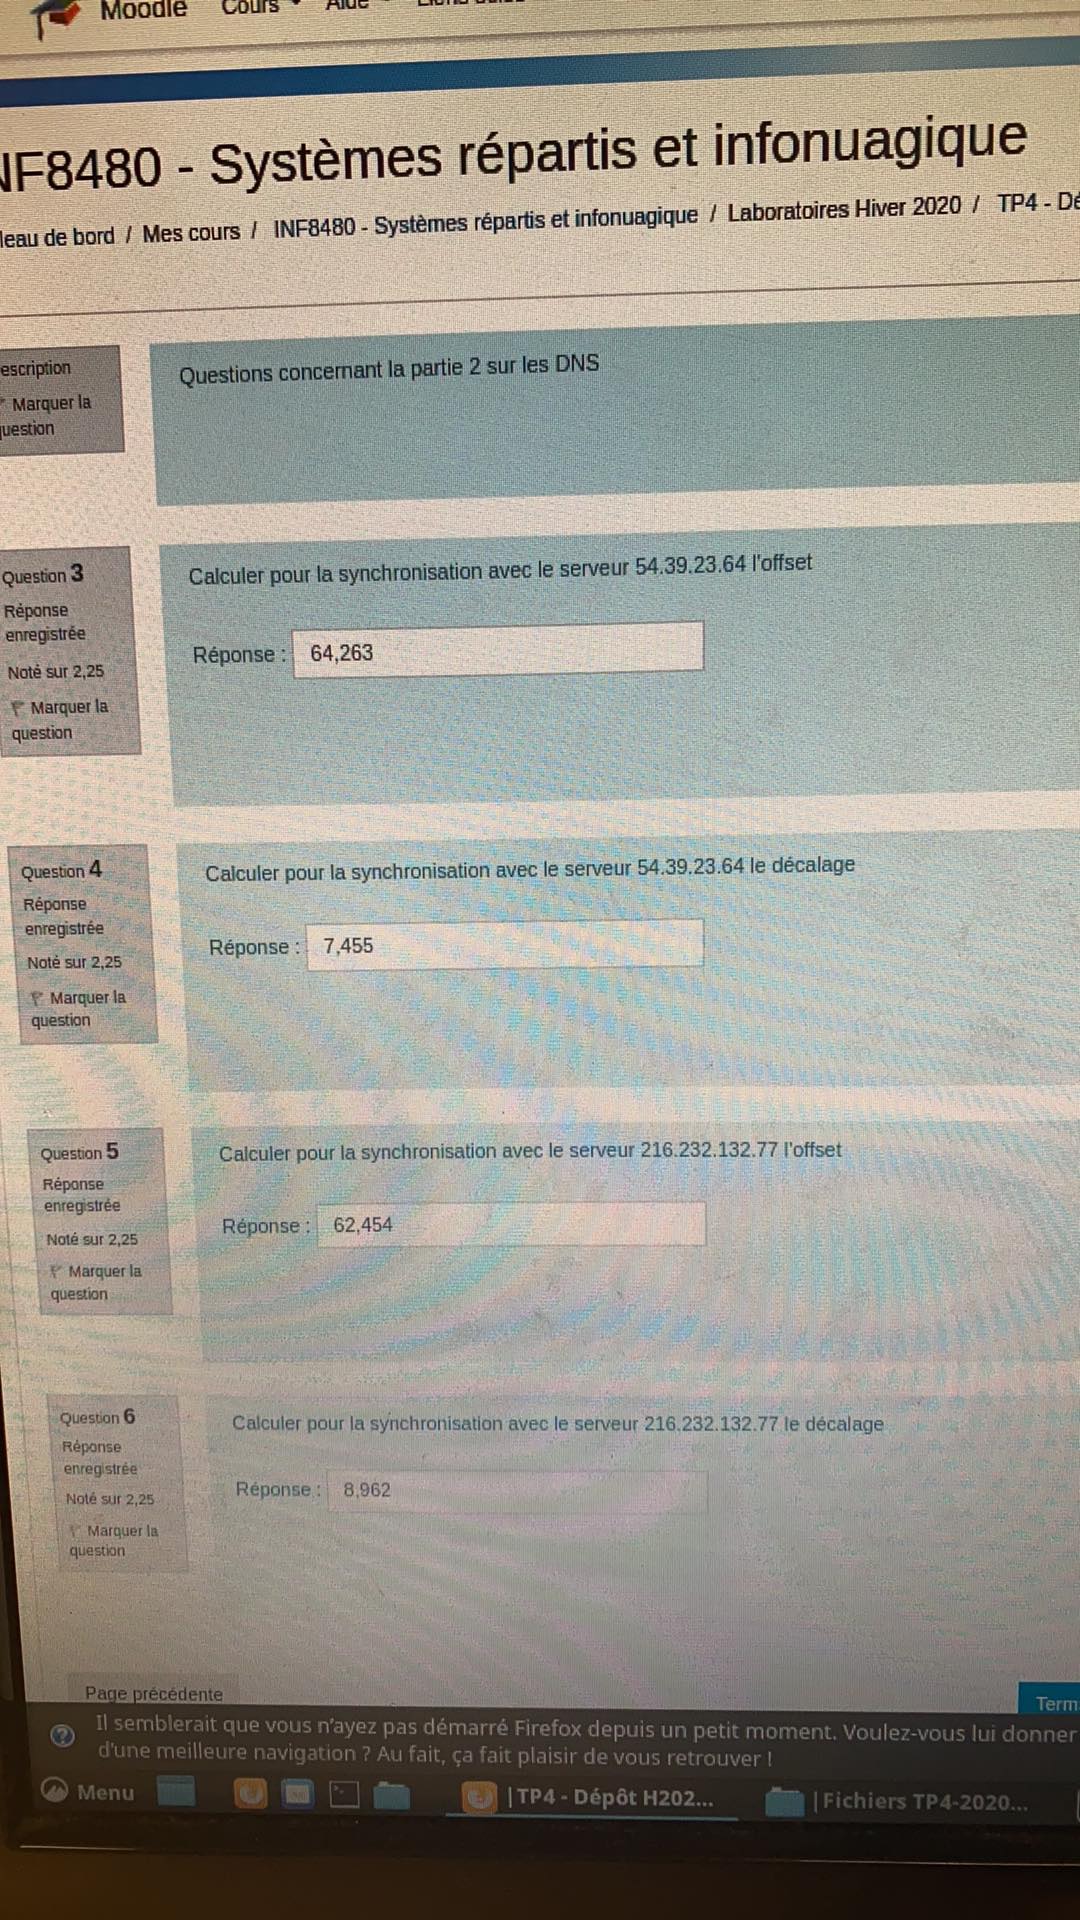 Moodle Cours Aide
NF8480 - Systèmes répartis et infonuagique
leau de bord / Mes cours / INF8480 - Systèmes répartis et infonuagique / Laboratoires Hiver 2020 / TP4 - Dé
escription
Marquer la
question
Questions concernant la partie 2 sur les DNS
Question 3
Réponse
enregistrée
Noté sur 2,25
Marquer la
question
Calculer pour la synchronisation avec le serveur 54.39.23.64 l'offset
Réponse : 64,263
Question 4
Réponse
enregistrée
Noté sur 2,25
Marquer la
question
Calculer pour la synchronisation avec le serveur 54.39.23.64 le décalage
Réponse : 7,455
Question 5
Réponse
enregistrée
Noté sur 2,25
Marquer la
question
Calculer pour la synchronisation avec le serveur 216.232.132.77 l'offset
Réponse : 62,454
Question 6
Réponse
enregistrée
Noté sur 2,25
Marquer la
question
Calculer pour la synchronisation avec le serveur 216.232.132.77 le décalage
Réponse : 8,962
Page précédente
Term
Il semblerait que vous n'ayez pas démarré Firefox depuis un petit moment. Voulez-vous lui donner
d'une meilleure navigation ? Au fait, ça fait plaisir de vous retrouver !
Menu
| TP4 - Dépôt H202...
| Fichiers TP4-2020...